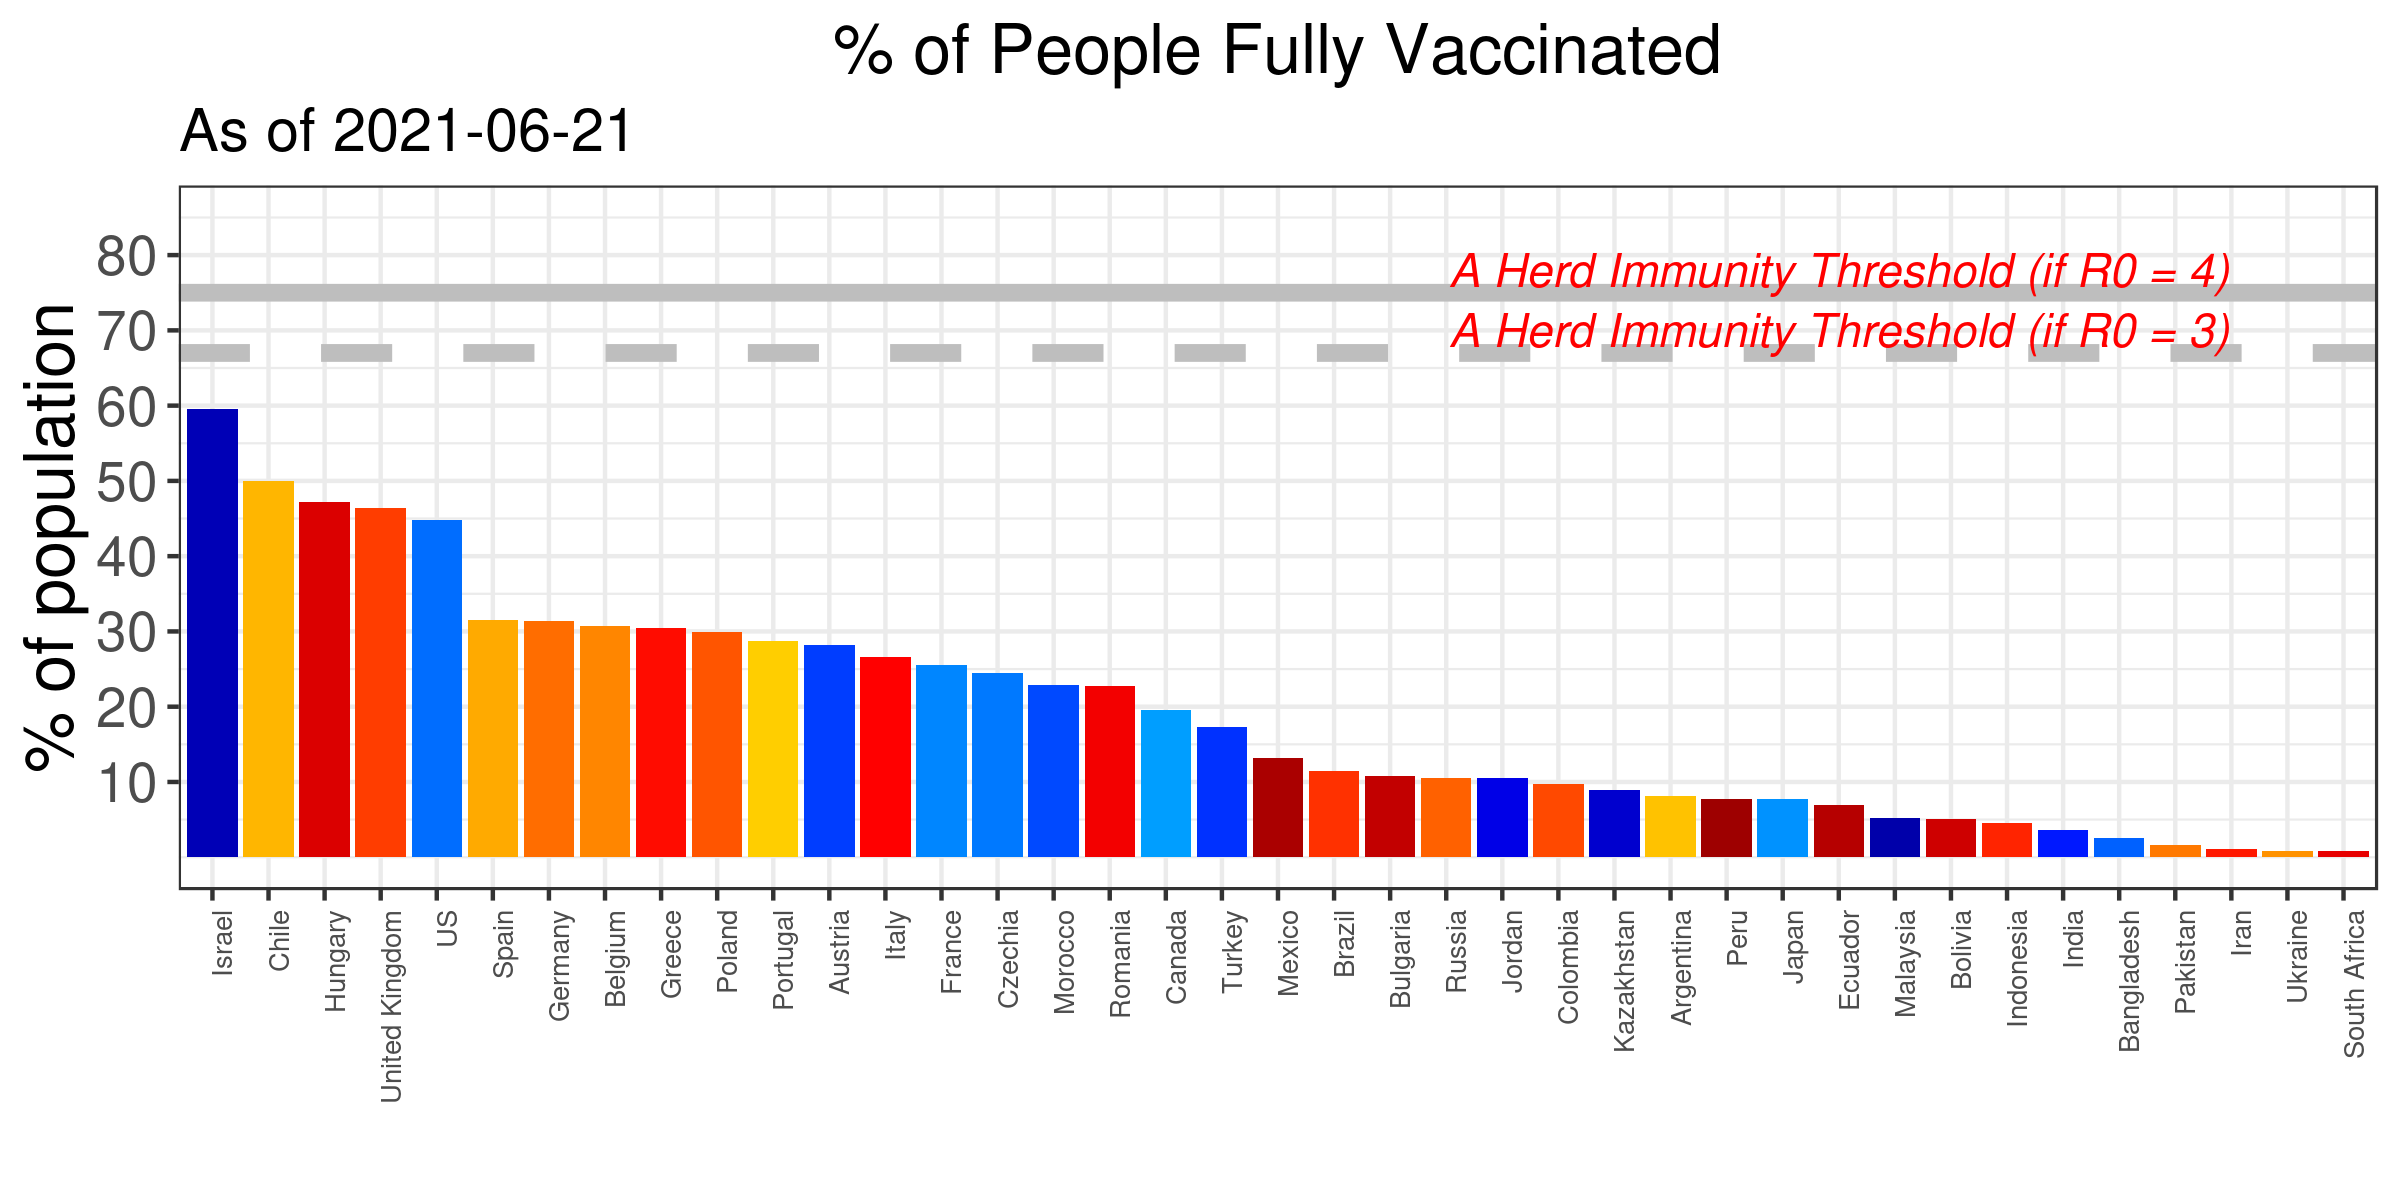 % of People Fully Vaccinated
As of 2021-06-21
% of population
80
70
60
50
40
30
20
10
A Herd Immunity Threshold (if R0 = 4)
A Herd Immunity Threshold (if R0 = 3)
Israel
Chile
Hungary
United Kingdom
US
Spain
Germany
Belgium
Greece
Poland
Portugal
Austria
Italy
France
Czechia
Morocco
Romania
Canada
Turkey
Mexico
Brazil
Bulgaria
Russia
Jordan
Colombia
Kazakhstan
Argentina
Peru
Japan
Ecuador
Malaysia
Bolivia
Indonesia
India
Bangladesh
Pakistan
Iran
Ukraine
South Africa